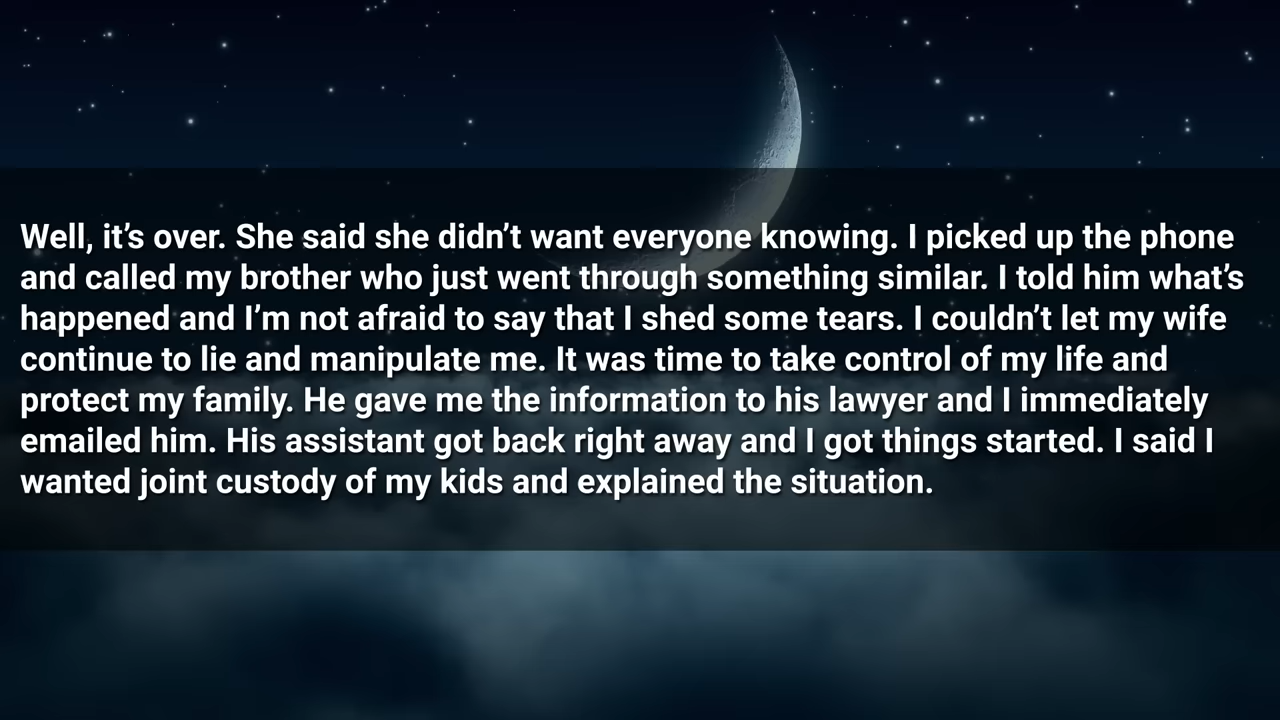 Well, it’s over. She said she didn’t want everyone knowing. I picked up the phone
and called my brother who just went through something similar. I told him what’s
happened and I’m not afraid to say that I shed some tears. I couldn’t let my wife
continue to lie and manipulate me. It was time to take control of my life and
protect my family. He gave me the information to his lawyer and I immediately
emailed him. His assistant got back right away and I got things started. I said I
wanted joint custody of my kids and explained the situation.